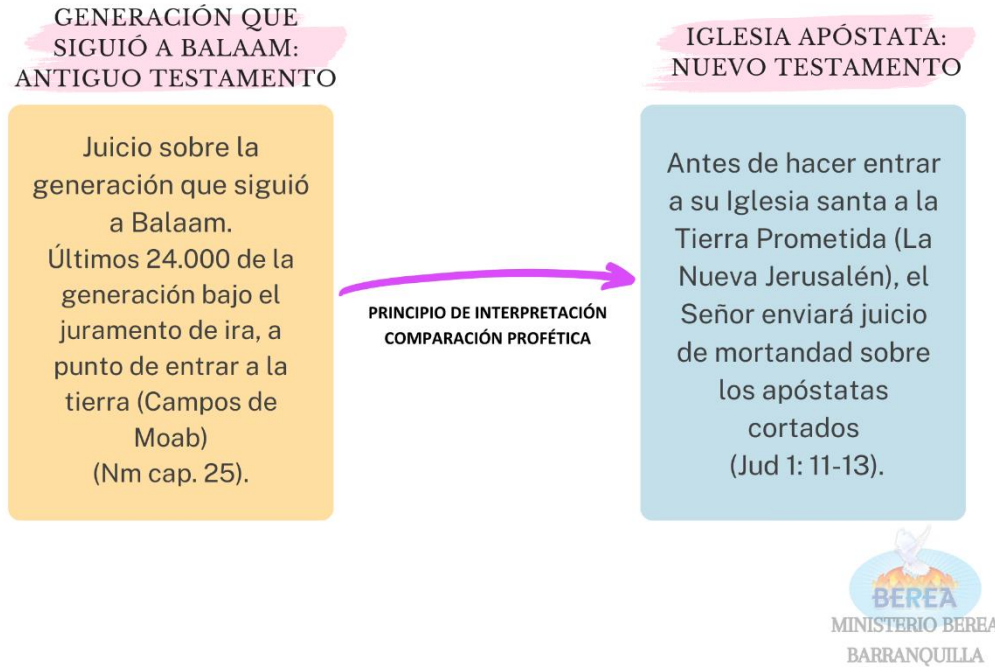 GENERACIÓN QUE
SIGUIÓ A BALAAM:
ANTIGUO TESTAMENTO
Juicio sobre la
generación que siguió
a Balaam.
Últimos 24.000 de la
generación bajo el
juramento de ira, a
punto de entrar a la
tierra (Campos de
Moab)
(Nm cap. 25).
PRINCIPIO DE INTERPRETACIÓN
COMPARACIÓN PROFÉTICA
IGLESIA APÓSTATA:
NUEVO TESTAMENTO
Antes de hacer entrar
a su Iglesia santa a la
Tierra Prometida (La
Nueva Jerusalén), el
Señor enviará juicio
de mortandad sobre
los apóstatas
cortados
(Jud 1: 11-13).
BEREA
MINISTERIO BEREA
BARRANQUILLA